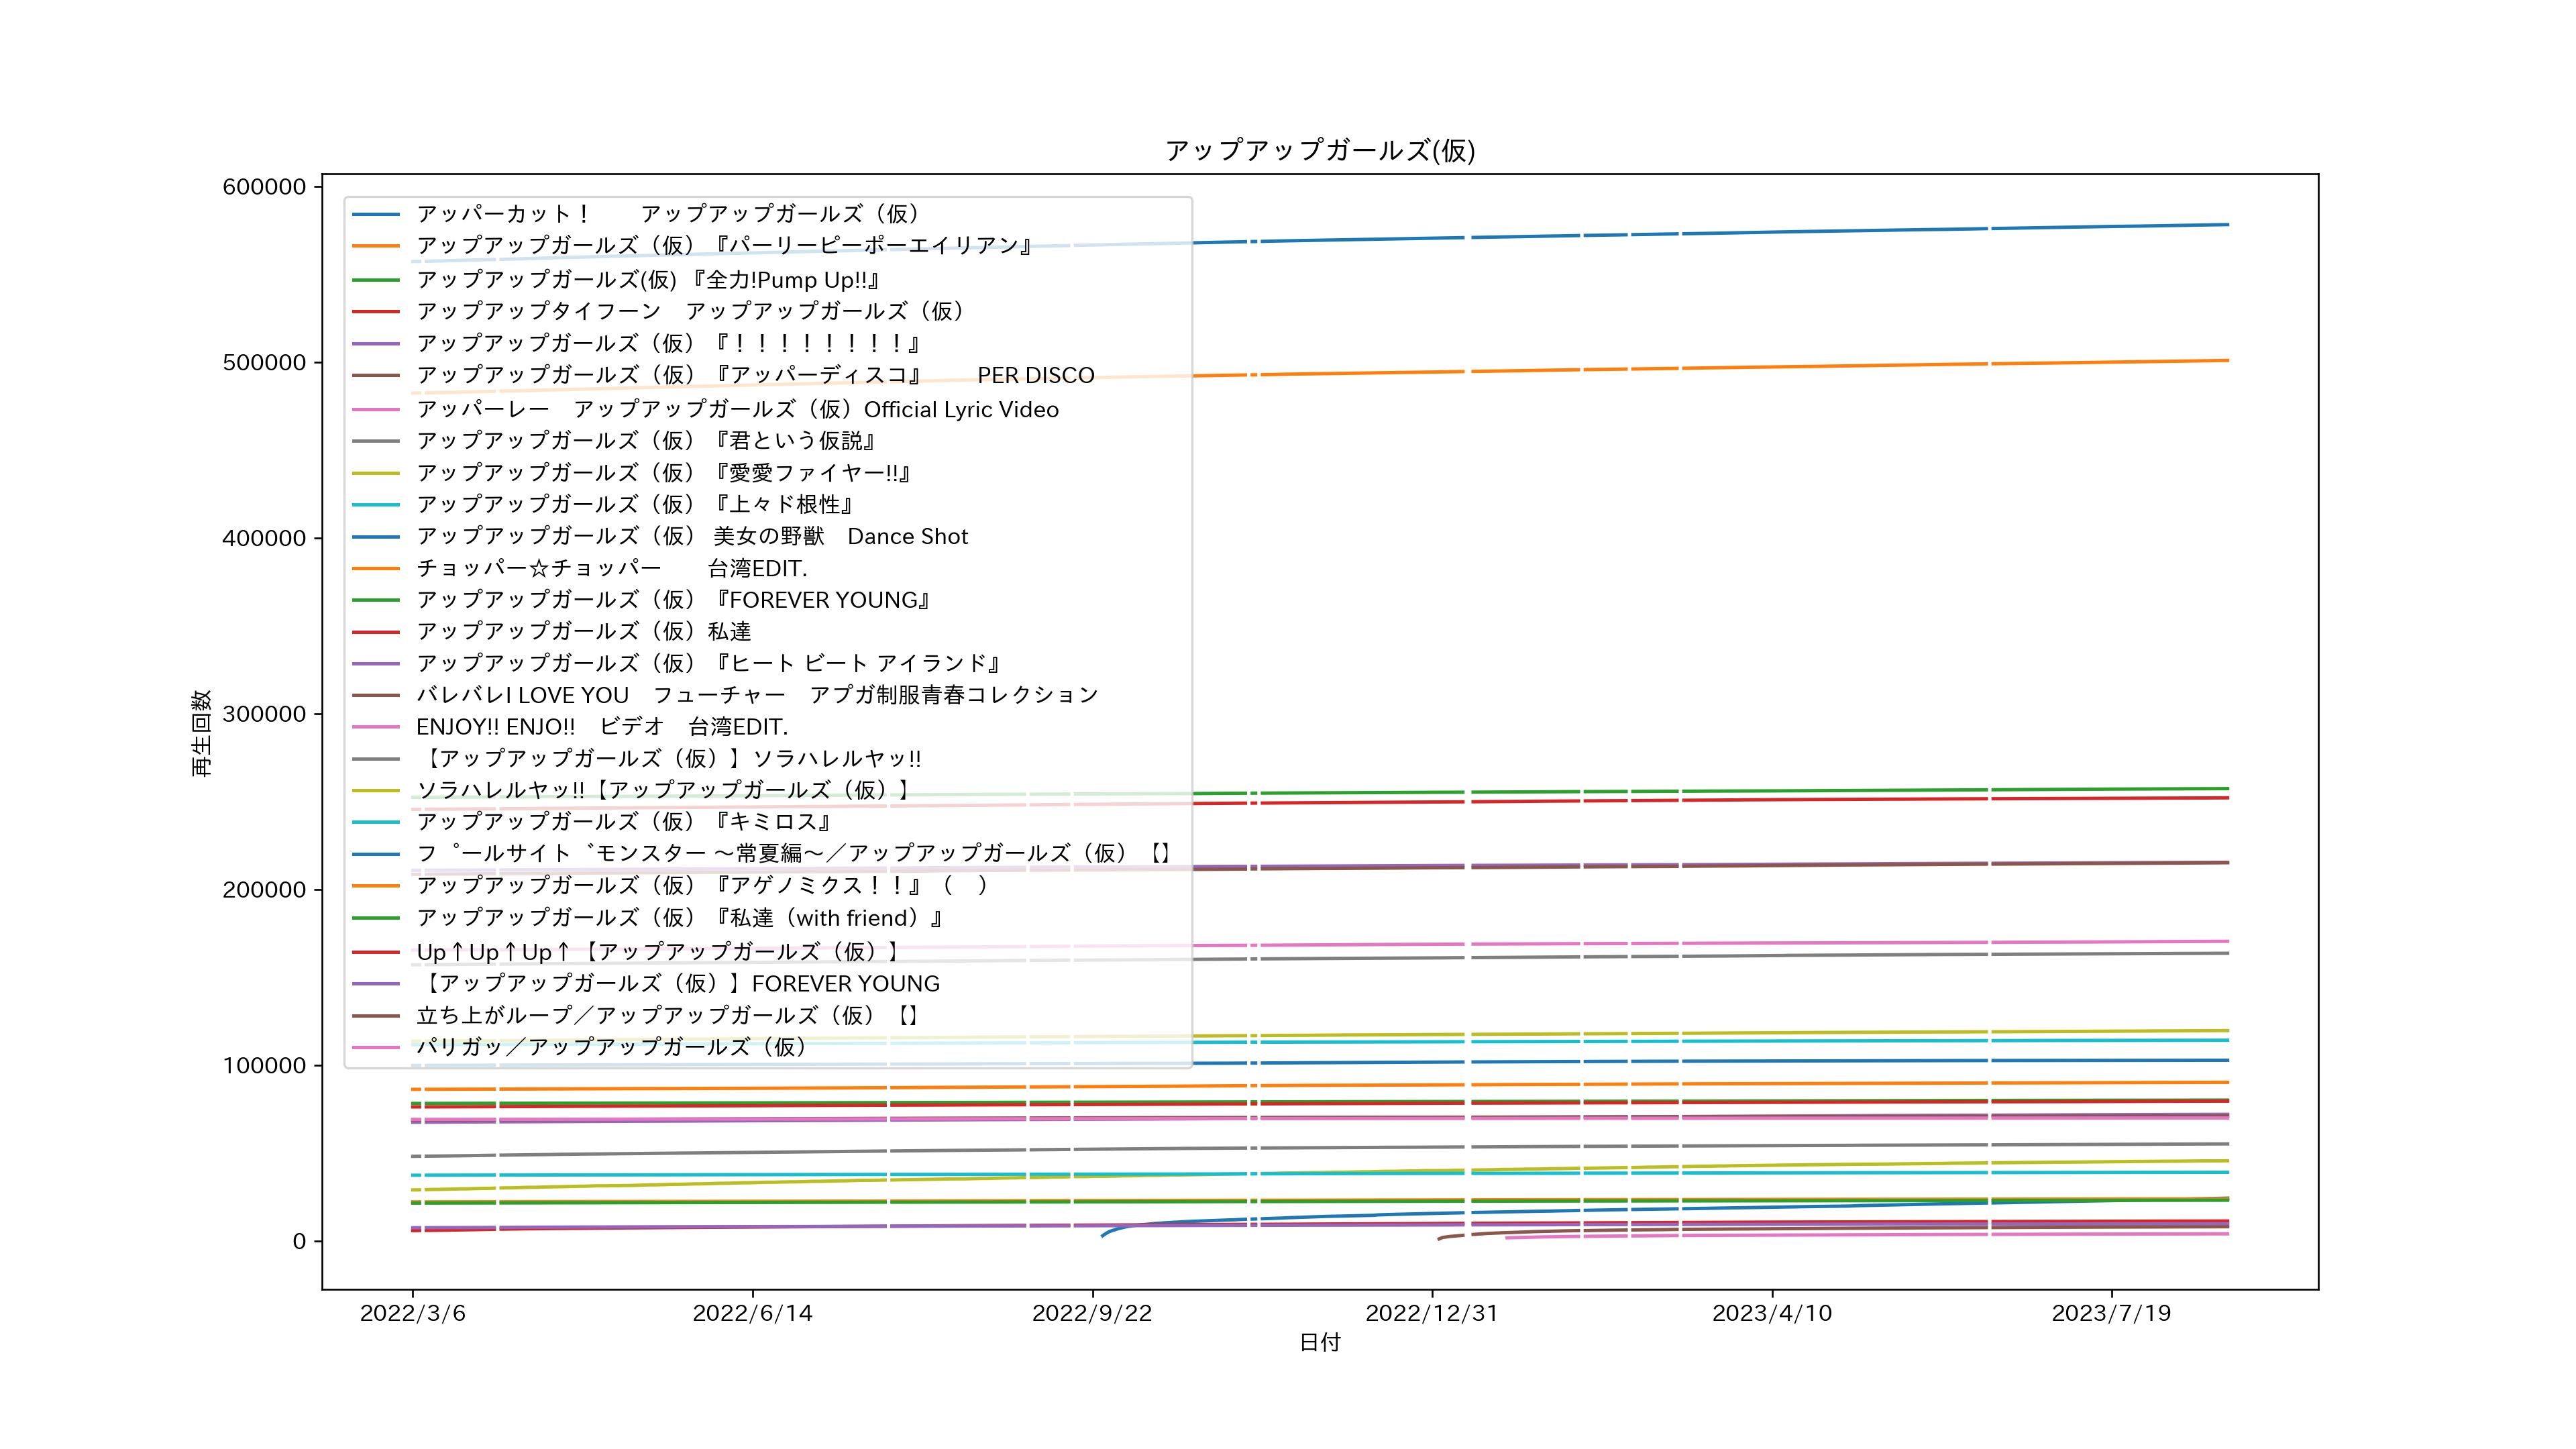 アップアップガールズ(仮)
600000
500000
400000
300000
200000
100000
0
再生回数
アッパーカット！　　アップアップガールズ（仮）
アップアップガールズ（仮）『パーリーピーポーエイリアン』
アップアップガールズ(仮) 『全力!Pump Up!!』
アップアップタイフーン　アップアップガールズ（仮）
アップアップガールズ（仮）『！！！！！！！！』
アップアップガールズ（仮）『アッパーディスコ』　　PER DISCO
アッパーレー　アップアップガールズ（仮）Official Lyric Video
アップアップガールズ（仮）『君という仮説』
アップアップガールズ（仮）『愛愛ファイヤー!!』
アップアップガールズ（仮）『上々ド根性』
アップアップガールズ（仮） 美女の野獣　Dance Shot
チョッパー☆チョッパー　　台湾EDIT.
アップアップガールズ（仮）『FOREVER YOUNG』
アップアップガールズ（仮）私達
アップアップガールズ（仮）『ヒート ビート アイランド』
バレバレI LOVE YOU　フューチャー　アプガ制服青春コレクション
ENJOY!! ENJO!!　ビデオ　台湾EDIT.
【アップアップガールズ（仮）】ソラハレルヤッ!!
ソラハレルヤッ!!【アップアップガールズ（仮）】
アップアップガールズ（仮）『キミロス』
フ゜ールサイト゛モンスター ～常夏編～／アップアップガールズ（仮）【】
アップアップガールズ（仮）『アゲノミクス！！』（　）
アップアップガールズ（仮）『私達（with friend）』
Up↑Up↑Up↑【アップアップガールズ（仮）】
【アップアップガールズ（仮）】FOREVER YOUNG
立ち上がループ／アップアップガールズ（仮）【】
パリガッ／アップアップガールズ（仮）
2022/3/6
2022/6/14
2022/9/22
2022/12/31
2023/4/10
2023/7/19
日付